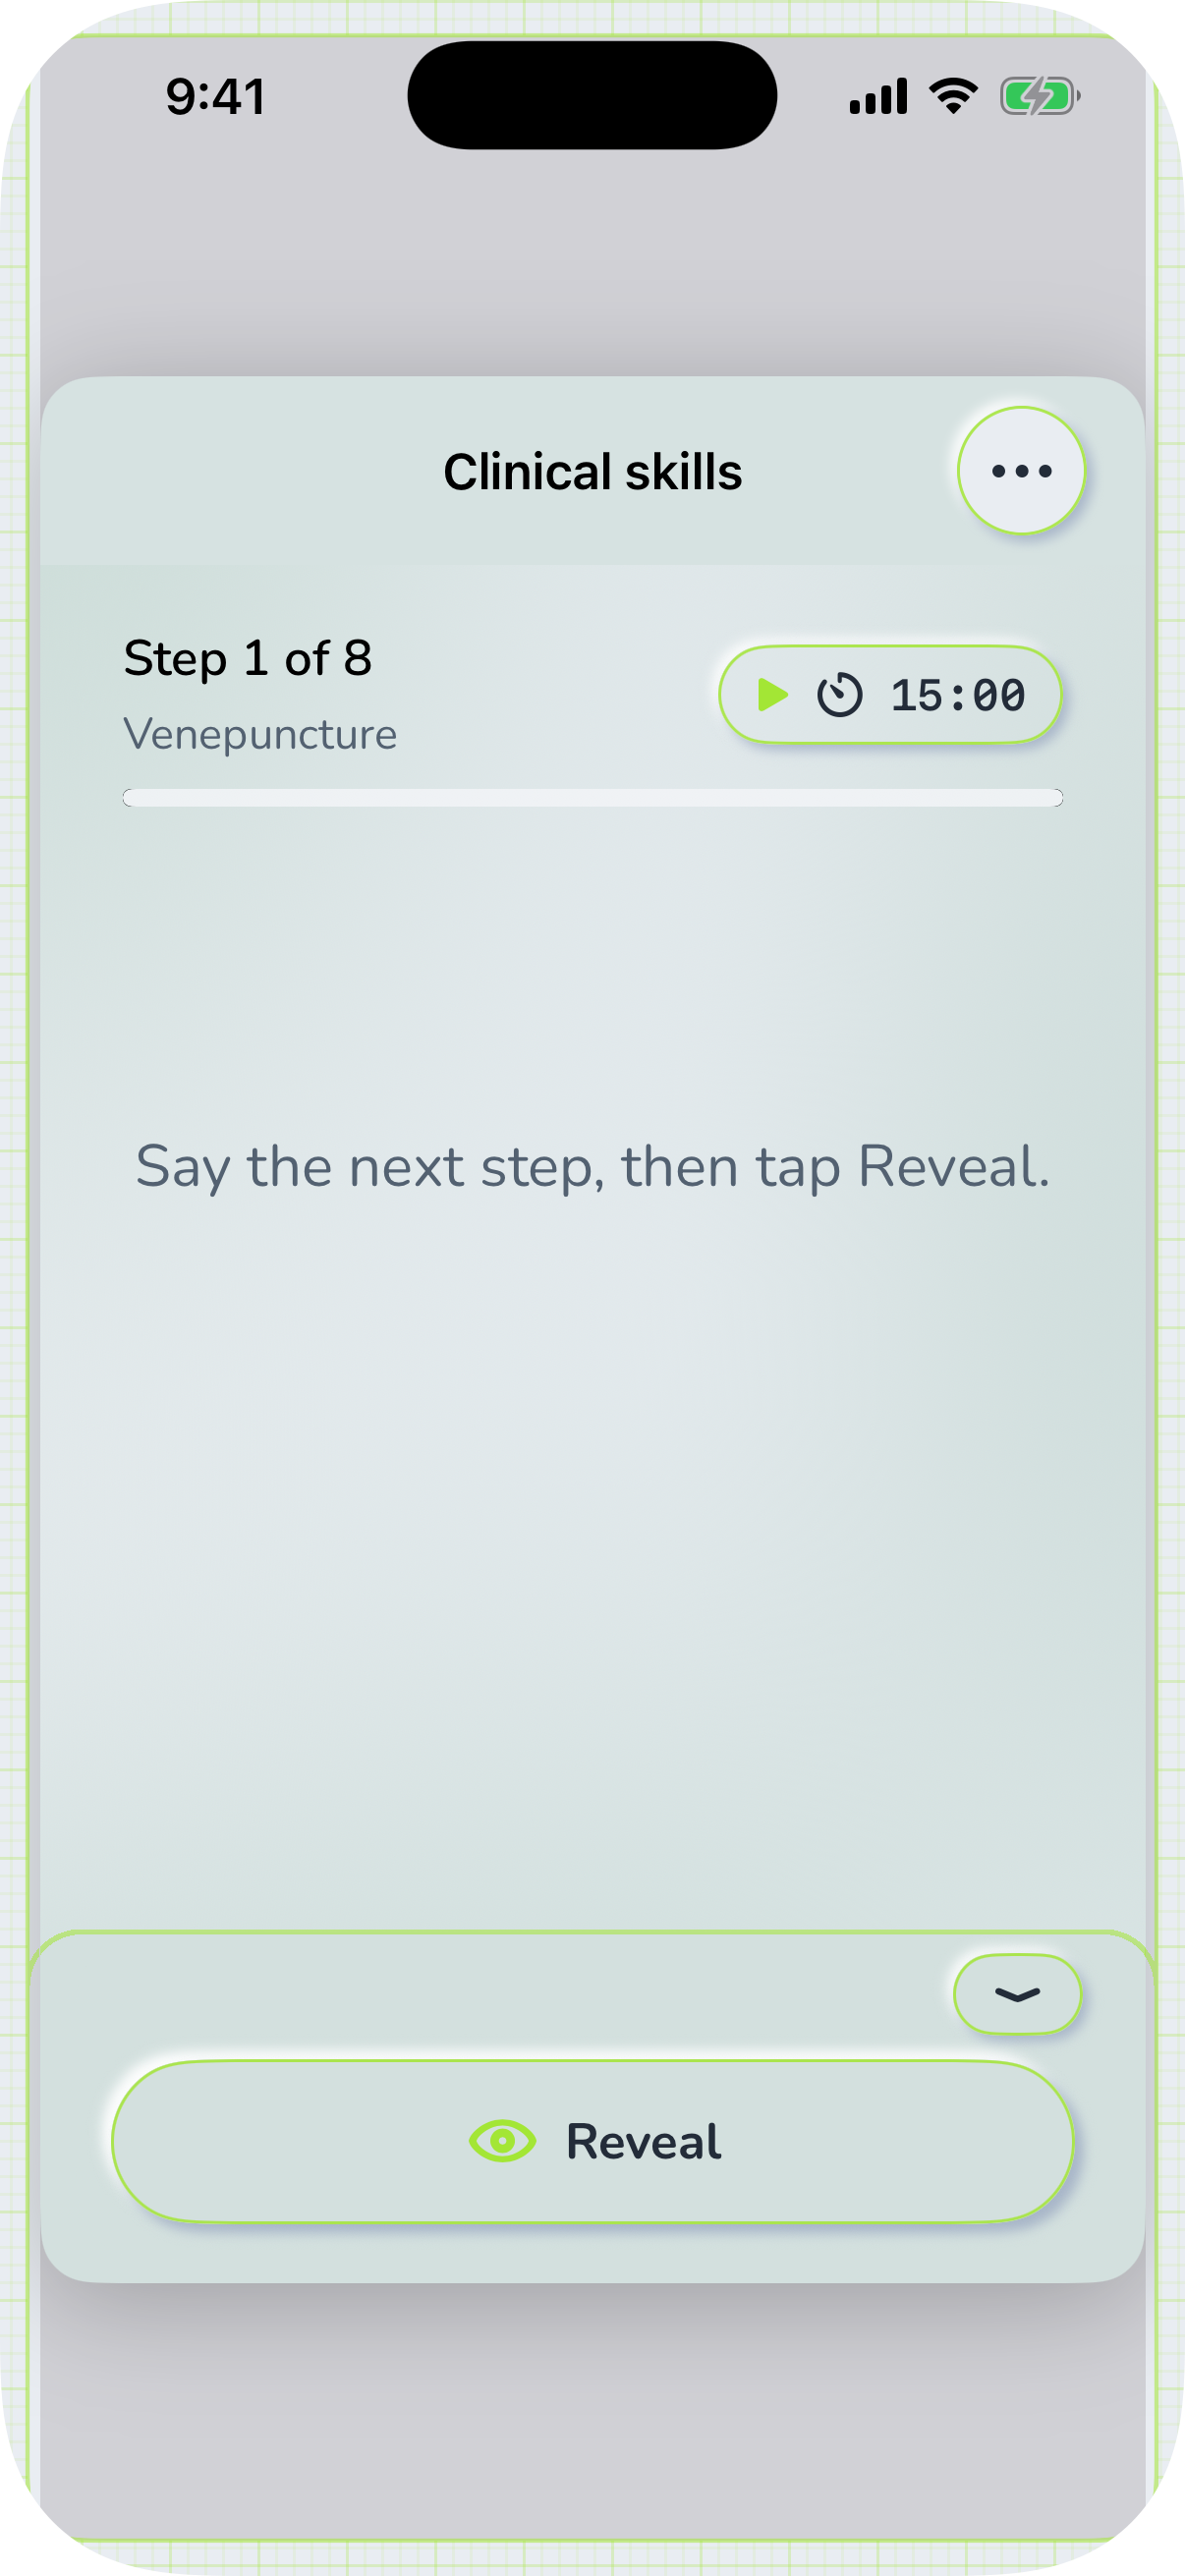 9:41
Clinical skills
Step 1 of 8
Venepuncture
15:00
Say the next step, then tap Reveal.
Reveal